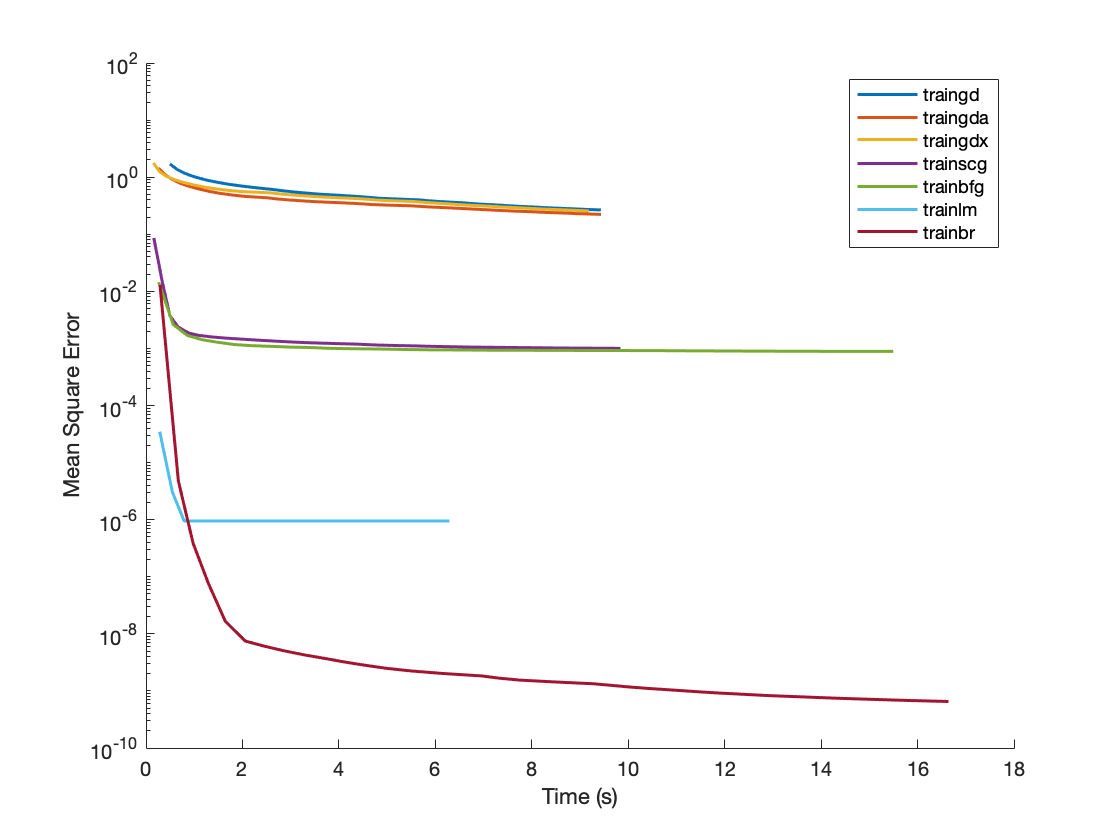 10^2
10^0
10^-2
10^-4
10^-6
10^-8
10^-10
Mean Square Error
0 2 4 6 8 10 12 14 16 18
Time (s)
traingd
traingda
traingdx
trainscg
trainbfg
trainlm
trainbr